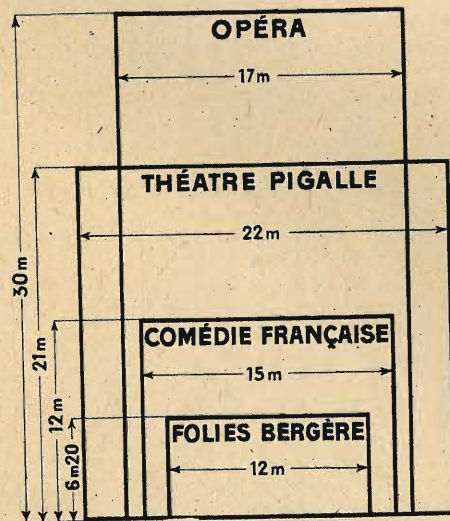 OPÉRA
17m
THÉATRE PIGALLE
22m
30m
21m
COMÉDIE FRANÇAISE
15m
12m
FOLIES BERGÈRE
12m
6m20